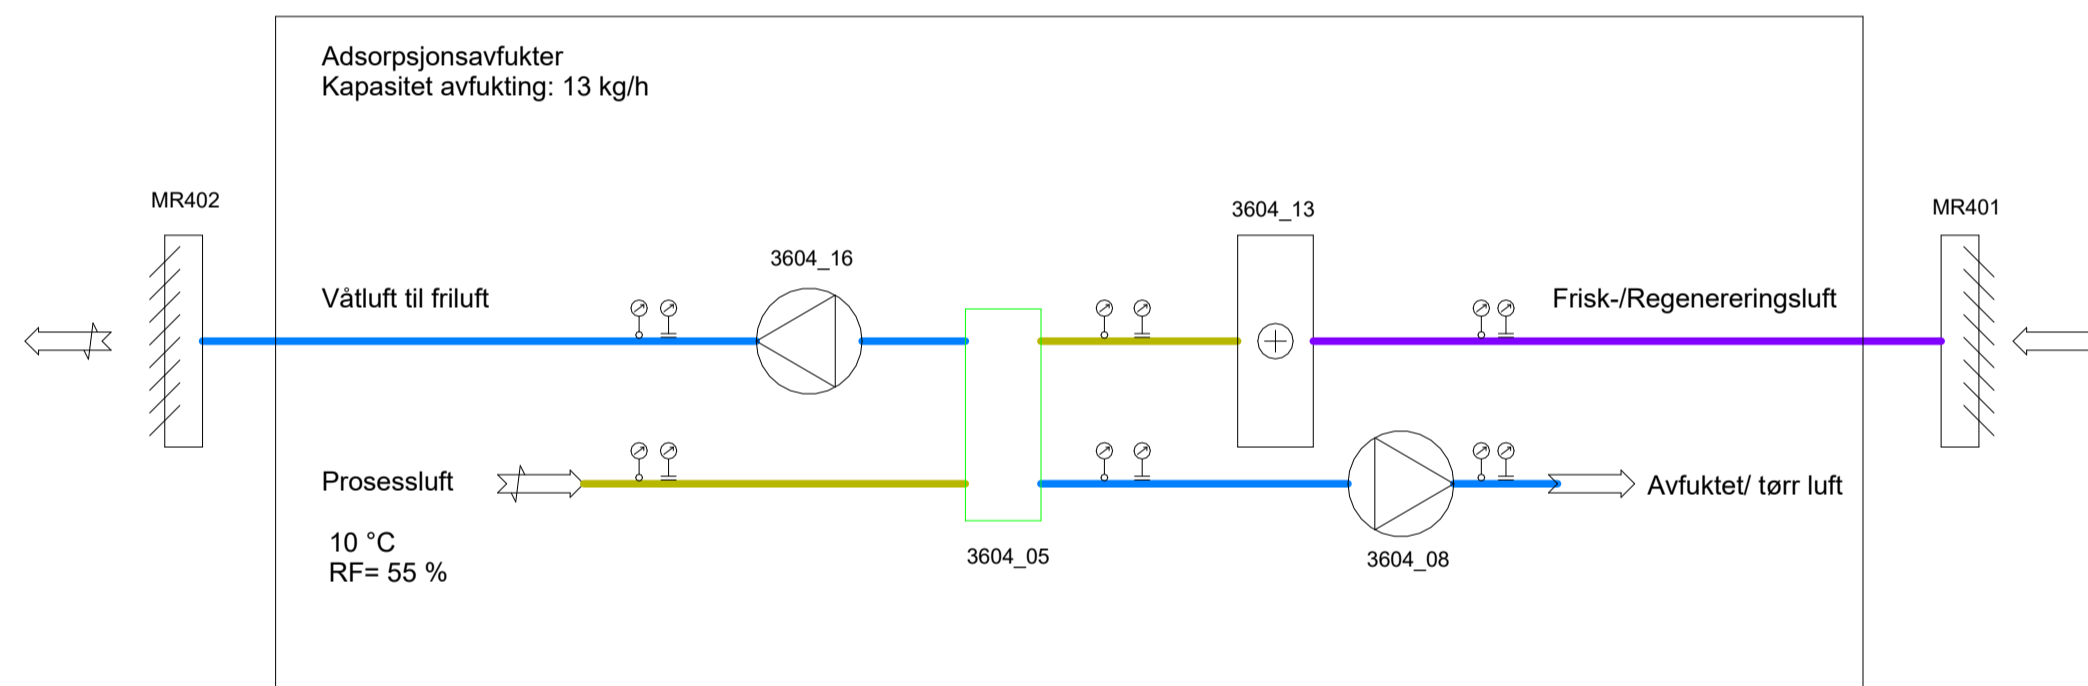 Adsorpsjonsavfukter
Kapasitet avfukting: 13 kg/h
MR402
3604_13
MR401
3604_16
Våtluft til friluft
Frisk-/Regenereringsluft
Prosessluft
Avfuktet/ tørr luft
10 °C
RF= 55 %
3604_05
3604_08